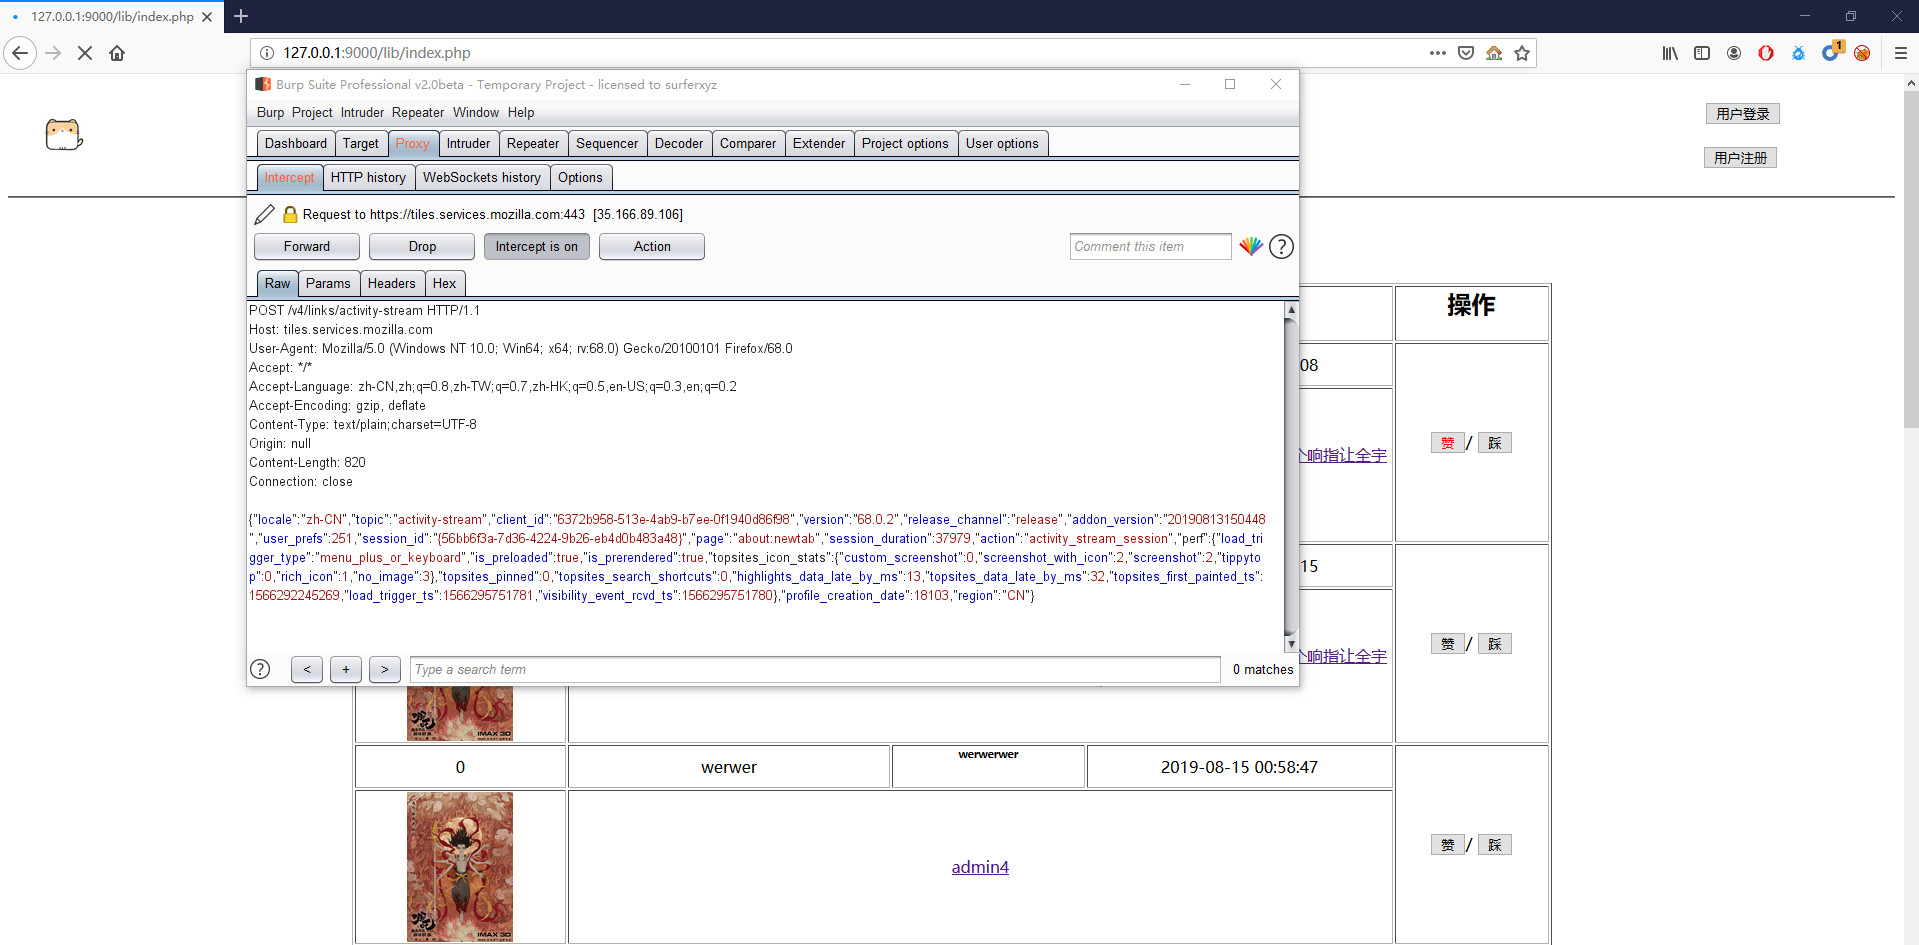 127.0.0.1:9000/lib/index.php
127.0.0.1:9000/lib/index.php
1
Burp Suite Professional v2.0beta - Temporary Project - licensed to surferxyz
Burp Project Intruder Repeater Window Help
Dashboard Target Proxy Intruder Repeater Sequencer Decoder Comparer Extender Project options User options
Intercept HTTP history WebSockets history Options
Request to https://tiles.services.mozilla.com:443 [35.166.89.106]
Forward Drop Intercept is on Action Comment this item
Raw Params Headers Hex
POST /v4/links/activity-stream HTTP/1.1
Host: tiles.services.mozilla.com
User-Agent: Mozilla/5.0 (Windows NT 10.0; Win64; x64; rv:68.0) Gecko/20100101 Firefox/68.0
Accept: */*
Accept-Language: zh-CN,zh;q=0.8,zh-TW;q=0.7,zh-HK;q=0.5,en-US;q=0.3,en;q=0.2
Accept-Encoding: gzip, deflate
Content-Type: text/plain;charset=UTF-8
Origin: null
Content-Length: 820
Connection: close
{"locale":"zh-CN","topic":"activity-stream","client_id":"6372b958-513e-4ab9-b7ee-0f1940d86f98","version":"68.0.2","release_channel":"release","addon_version":"20190813150448
","user_prefs":251,"session_id":"{56bb6f3a-7d36-4224-9b26-eb4d0b483a48}","page":"about:newtab","session_duration":37979,"action":"activity_stream_session","perf":{"load_tri
gger_type":"menu_plus_or_keyboard","is_preloaded":true,"is_prerendered":true,"topsites_icon_stats":{"custom_screenshot":0,"screenshot_with_icon":2,"screenshot":2,"tippyto
p":0,"rich_icon":1,"no_image":3},"topsites_pinned":0,"topsites_search_shortcuts":0,"highlights_data_late_by_ms":13,"topsites_data_late_by_ms":32,"topsites_first_painted_ts":
1566292245269,"load_trigger_ts":1566295751781,"visibility_event_rcvd_ts":1566295751780},"profile_creation_date":18103,"region":"CN"}
< + > Type a search term 0 matches
用户登录
用户注册
操作
08
响指让全宇
赞 / 踩
15
响指让全宇
赞 / 踩
IMAX 3D
0 werwer werwerwer 2019-08-15 00:58:47
admin4
赞 / 踩
IMAX 3D